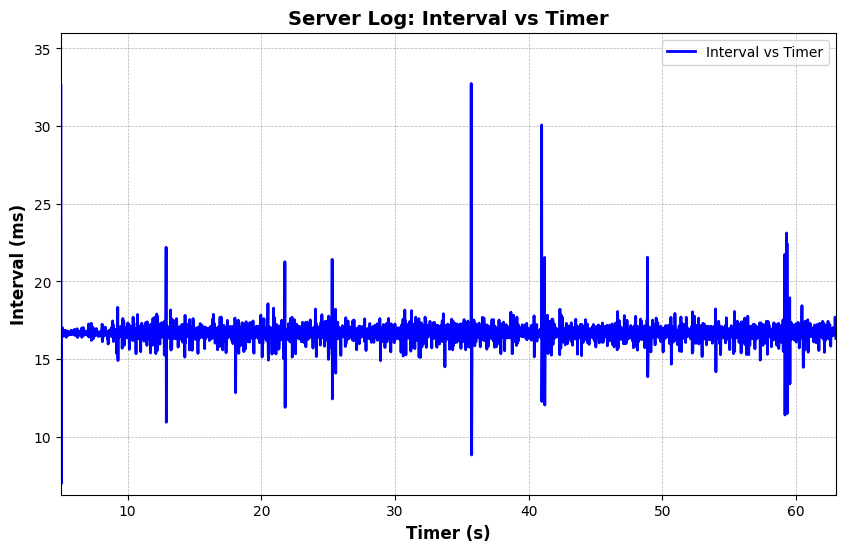 Server Log: Interval vs Timer
Interval vs Timer
35
30
25
20
15
10
Interval (ms)
10 20 30 40 50 60
Timer (s)